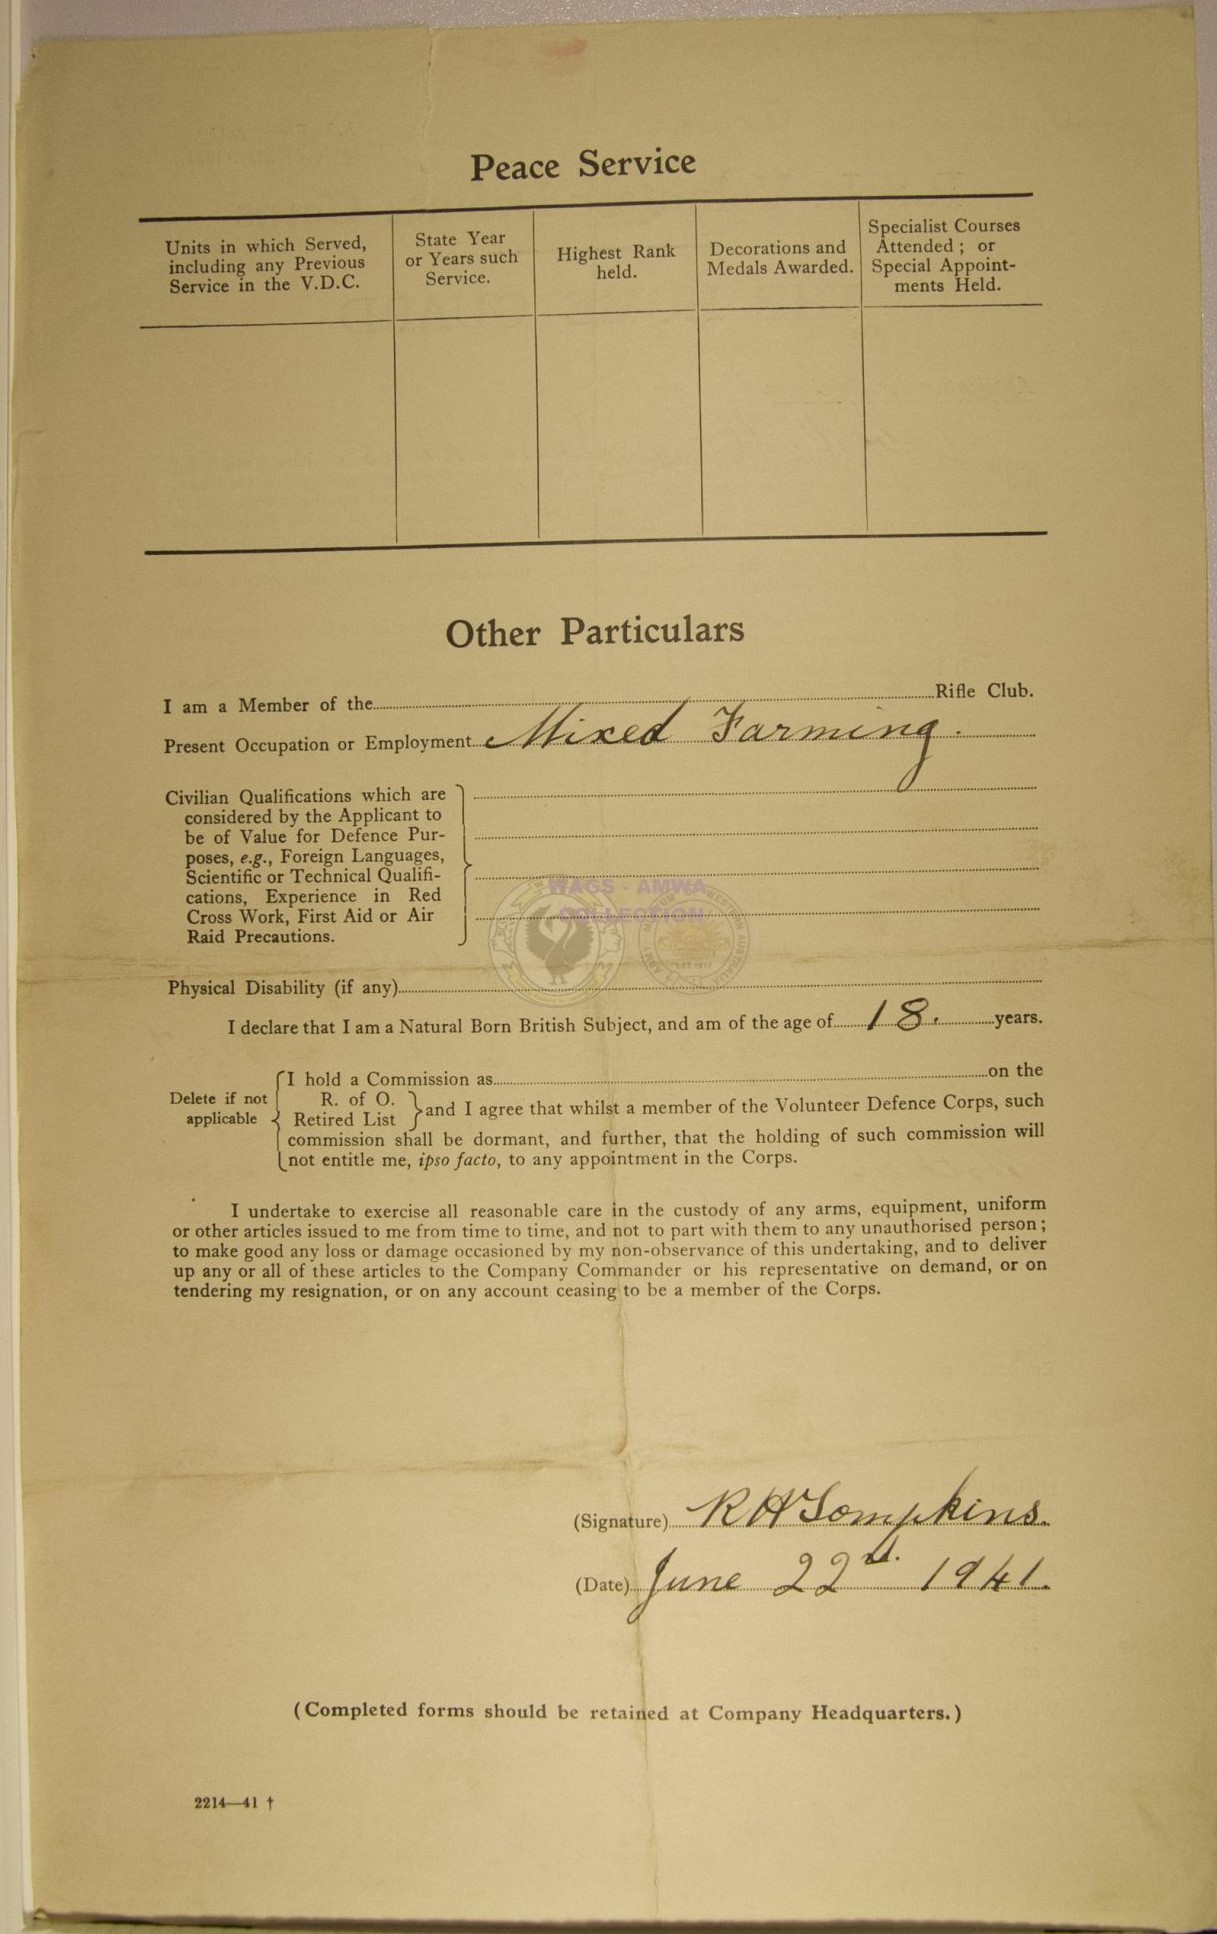 Peace Service
Units in which Served,
including any Previous
Service in the V.D.C.
State Year
or Years such
Service.
Highest Rank
held.
Decorations and
Medals Awarded.
Specialist Courses
Attended; or
Special Appoint-
ments Held.
Other Particulars
I am a Member of the Rifle Club.
Present Occupation or Employment Mixed Farming.
Civilian Qualifications which are
considered by the Applicant to
be of Value for Defence Pur-
poses, e.g., Foreign Languages,
Scientific or Technical Qualifi-
cations, Experience in Red
Cross Work, First Aid or Air
Raid Precautions.
WAGS - AMWA
COLLECTION
Physical Disability (if any)
I declare that I am a Natural Born British Subject, and am of the age of 18. years.
Delete if not
applicable
I hold a Commission as on the
R. of O.
Retired List
and I agree that whilst a member of the Volunteer Defence Corps, such
commission shall be dormant, and further, that the holding of such commission will
not entitle me, ipso facto, to any appointment in the Corps.
I undertake to exercise all reasonable care in the custody of any arms, equipment, uniform
or other articles issued to me from time to time, and not to part with them to any unauthorised person;
to make good any loss or damage occasioned by my non-observance of this undertaking, and to deliver
up any or all of these articles to the Company Commander or his representative on demand, or on
tendering my resignation, or on any account ceasing to be a member of the Corps.
(Signature) R H Tompkins.
(Date) June 22nd. 1941.
(Completed forms should be retained at Company Headquarters.)
2214—41 †